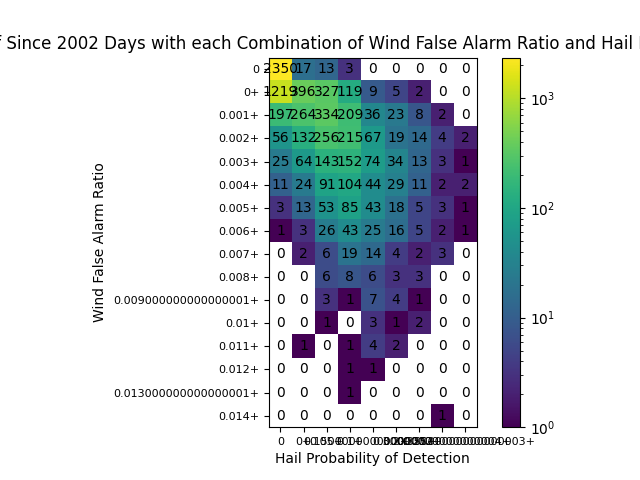 Since 2002 Days with each Combination of Wind False Alarm Ratio and Hail
0 2350 17 13 3 0 0 0 0 0
0+ 1219 396 327 119 9 5 2 0 0
0.001+ 197 264 334 209 36 23 8 2 0
0.002+ 56 132 256 215 67 19 14 4 2
0.003+ 25 64 143 152 74 34 13 3 1
0.004+ 11 24 91 104 44 29 11 2 2
0.005+ 3 13 53 85 43 18 5 3 1
0.006+ 1 3 26 43 25 16 5 2 1
0.007+ 0 2 6 19 14 4 2 3 0
0.008+ 0 0 6 8 6 3 3 0 0
0.009000000000000001+ 0 0 3 1 7 4 1 0 0
0.01+ 0 0 1 0 3 1 2 0 0
0.011+ 0 1 0 1 4 2 0 0 0
0.012+ 0 0 0 1 1 0 0 0 0
0.013000000000000001+ 0 0 0 1 0 0 0 0 0
0.014+ 0 0 0 0 0 0 0 1 0
0
Hail Probability of Detection
Wind False Alarm Ratio
10³
10²
10¹
10⁰